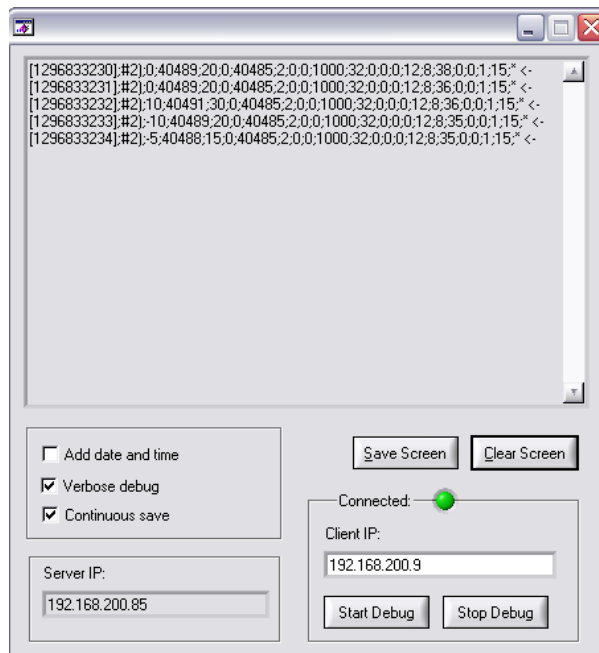 [1296833230];#2);0;40489;20;0;40485;2;0;0;1000;32;0;0;0;12;8;38;0;0;1;15;* <-
[1296833231];#2);0;40489;20;0;40485;2;0;0;1000;32;0;0;0;12;8;36;0;0;1;15;* <-
[1296833232];#2);10;40491;30;0;40485;2;0;0;1000;32;0;0;0;12;8;36;0;0;1;15;* <-
[1296833233];#2);-10;40489;20;0;40485;2;0;0;1000;32;0;0;0;12;8;35;0;0;1;15;* <-
[1296833234];#2);-5;40488;15;0;40485;2;0;0;1000;32;0;0;0;12;8;35;0;0;1;15;* <-
Add date and time
Verbose debug
Continuous save
Save Screen
Clear Screen
Connected:
Client IP:
192.168.200.9
Start Debug
Stop Debug
Server IP:
192.168.200.85